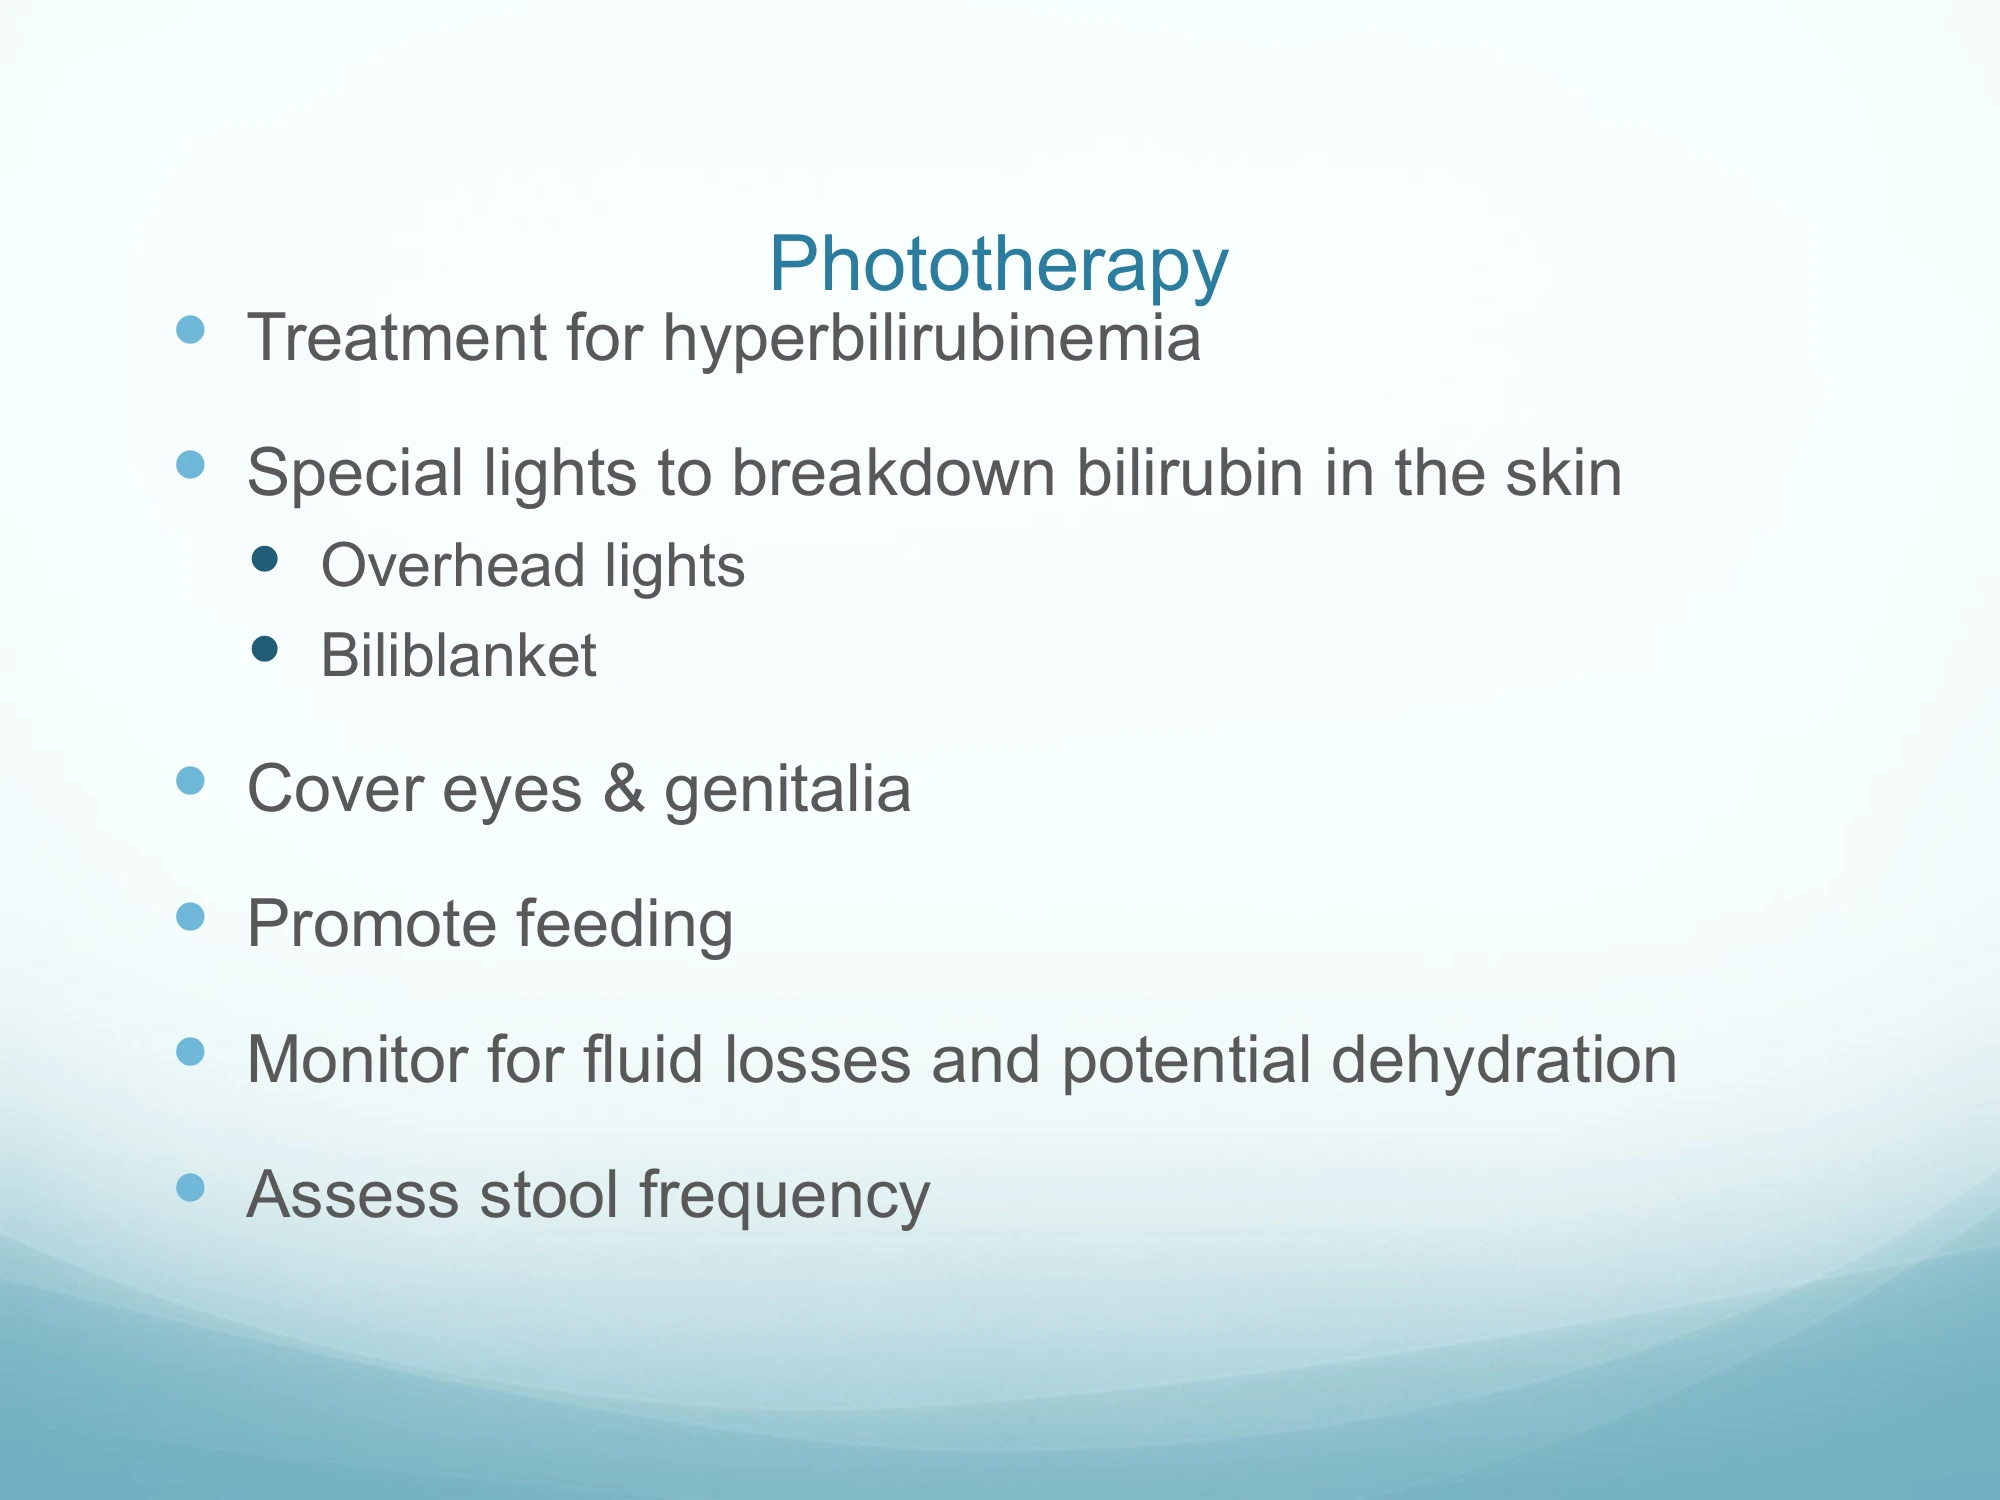 Phototherapy
Treatment for hyperbilirubinemia
Special lights to breakdown bilirubin in the skin
Overhead lights
Biliblanket
Cover eyes & genitalia
Promote feeding
Monitor for fluid losses and potential dehydration
Assess stool frequency